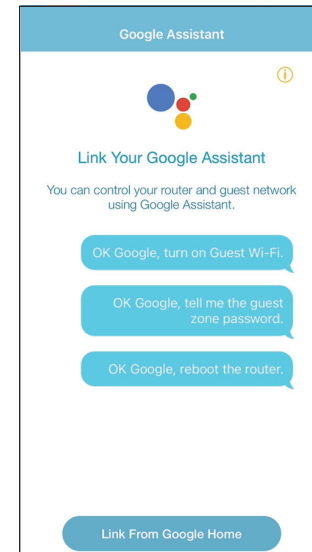 Google Assistant
Link Your Google Assistant
You can control your router and guest network
using Google Assistant.
OK Google, turn on Guest Wi-Fi.
OK Google, tell me the guest
zone password.
OK Google, reboot the router.
Link From Google Home